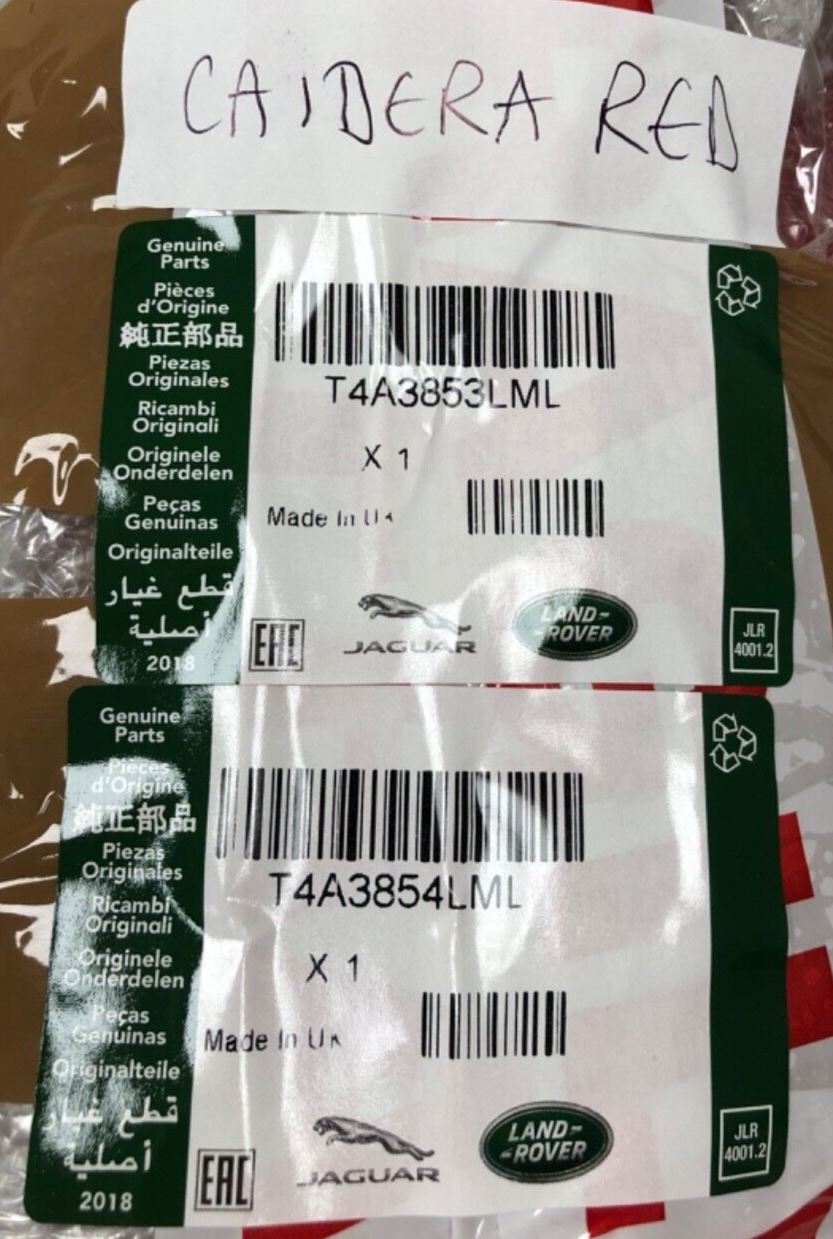 CAIDERA RED
Genuine
Parts
Pièces
d'Origine
純正部品
Piezas
Originales
Ricambi
Originali
Originele
Onderdelen
Peças
Genuinas
Originalteile
قطع غيار
أصلية
2018
T4A3853LML
X 1
Made In UK
EAC
JAGUAR
LAND-
-ROVER
JLR
4001.2
Genuine
Parts
Pièces
d'Origine
純正部品
Piezas
Originales
Ricambi
Originali
Originele
Onderdelen
Peças
Genuinas
Originalteile
قطع غيار
أصلية
2018
T4A3854LML
X 1
Made In UK
EAC
JAGUAR
LAND-
-ROVER
JLR
4001.2